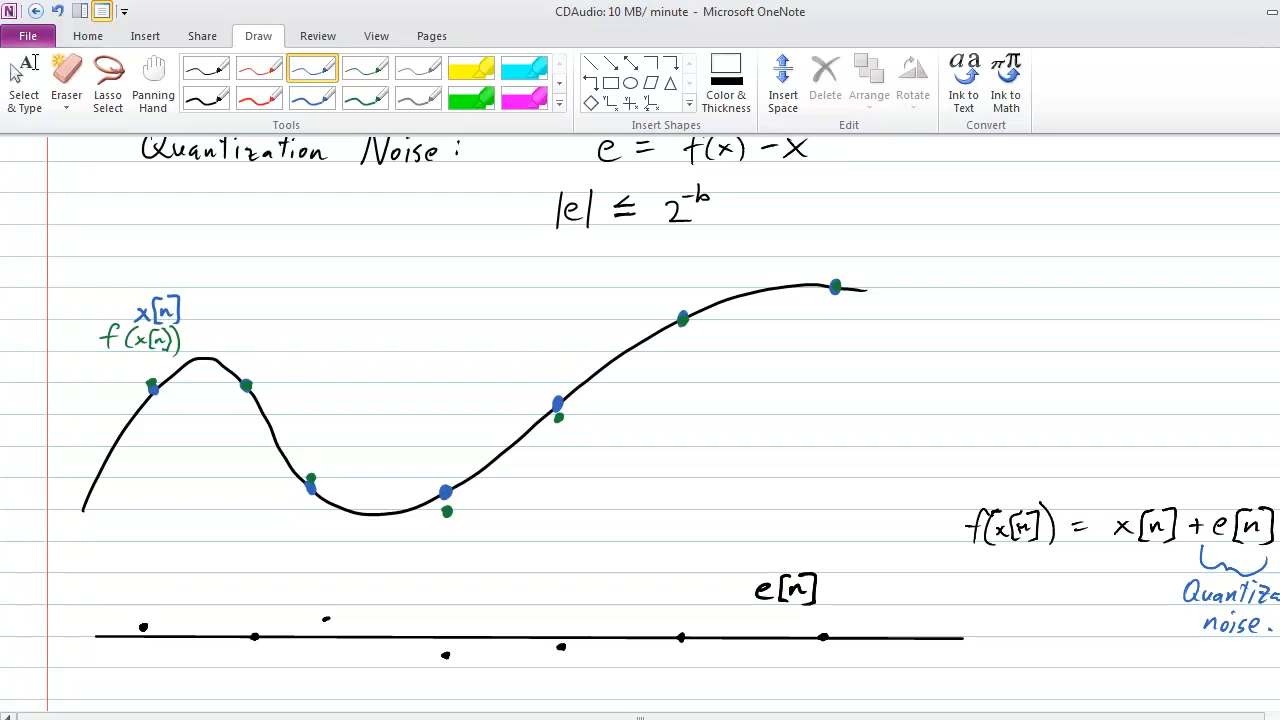 CDAudio: 10 MB/ minute - Microsoft OneNote
File Home Insert Share Draw Review View Pages
Select & Type
Eraser
Lasso Select
Panning Hand
Color & Thickness
Insert Space
Delete
Arrange
Rotate
Ink to Text
Ink to Math
Tools Insert Shapes Edit Convert
Quantization Noise: e = f(x) - x
|e| ≤ 2^-b
x[n]
f(x[n])
f(x[n]) = x[n] + e[n]
e[n]
Quantiza
noise.